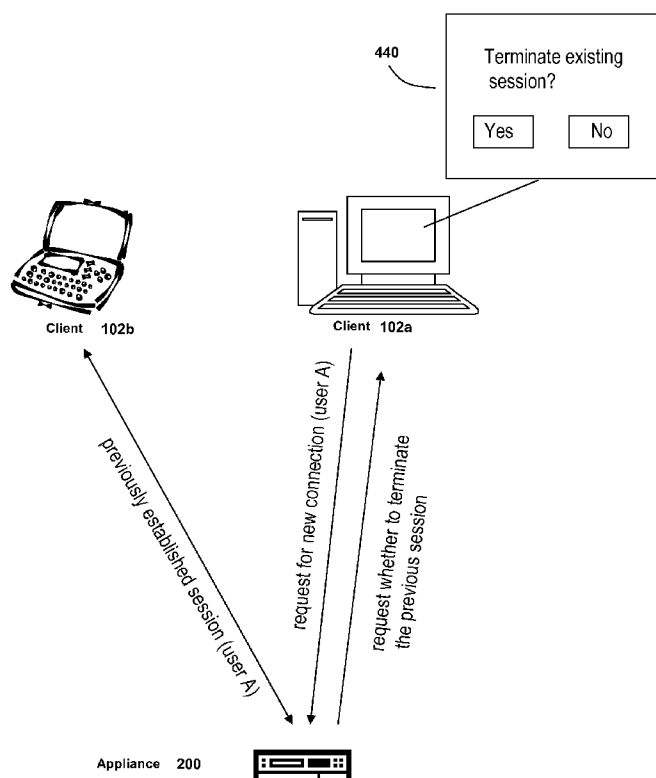 440
Terminate existing
session?
Yes
No
Client 102b
Client 102a
previously established session (user A)
request for new connection (user A)
request whether to terminate
the previous session
Appliance 200